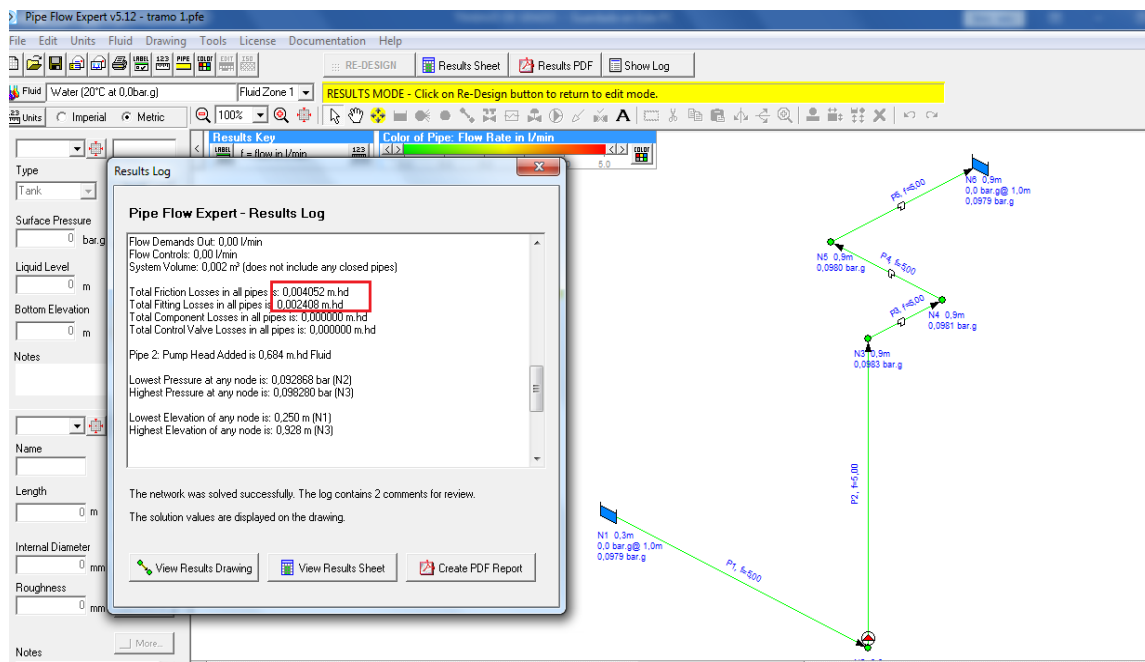 Pipe Flow Expert v5.12 - tramo 1.pfe
File Edit Units Fluid Drawing Tools License Documentation Help
LABEL 123 PIPE COLOR EDIT ISO
::: RE-DESIGN Results Sheet Results PDF Show Log
Fluid Water (20°C at 0,0bar.g) Fluid Zone 1 RESULTS MODE - Click on Re-Design button to return to edit mode.
Units Imperial Metric 100% A X
Results Key Color of Pipe: Flow Rate in l/min
LABEL f = flow in l/min 123 <|> <|> COLOR
5.0
Type
Tank
Surface Pressure
0 bar.g
Liquid Level
0 m
Bottom Elevation
0 m
Notes
Name
Length
0 m
Internal Diameter
0 mm
Roughness
0 mm
More...
Notes
Results Log
Pipe Flow Expert - Results Log
Flow Demands Out: 0,00 l/min
Flow Controls: 0,00 l/min
System Volume: 0,002 m³ (does not include any closed pipes)
Total Friction Losses in all pipes is: 0,004052 m.hd
Total Fitting Losses in all pipes is: 0,002408 m.hd
Total Component Losses in all pipes is: 0,000000 m.hd
Total Control Valve Losses in all pipes is: 0,000000 m.hd
Pipe 2: Pump Head Added is 0,684 m.hd Fluid
Lowest Pressure at any node is: 0,092868 bar (N2)
Highest Pressure at any node is: 0,098280 bar (N3)
Lowest Elevation of any node is: 0,250 m (N1)
Highest Elevation of any node is: 0,928 m (N3)
The network was solved successfully. The log contains 2 comments for review.
The solution values are displayed on the drawing.
View Results Drawing View Results Sheet Create PDF Report
N6 0,9m
0,0 bar.g@ 1,0m
0,0979 bar.g
P5, f=5,00
N5 0,9m
0,0980 bar.g
P4, f=5,00
P3, f=5,00
N4 0,9m
0,0981 bar.g
N3 0,9m
0,0983 bar.g
P2, f=5,00
N1 0,3m
0,0 bar.g@ 1,0m
0,0979 bar.g
P1, f=5,00